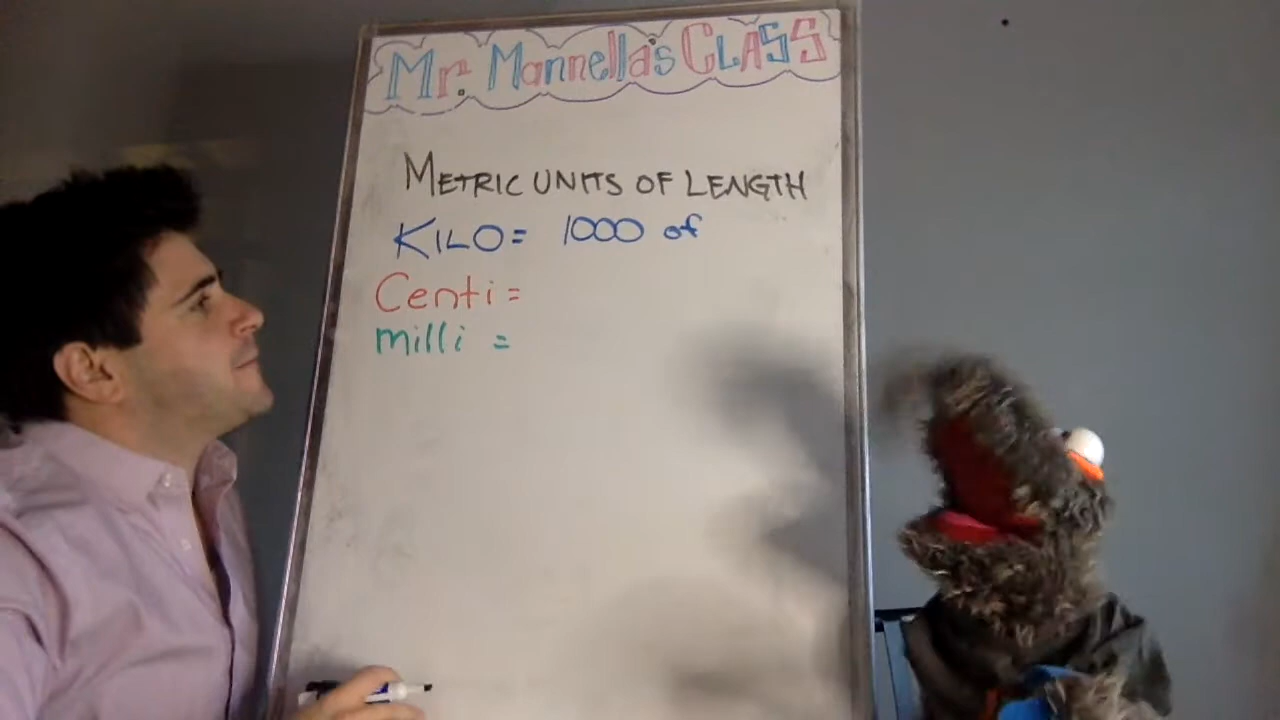 Mr. Mannella's CLASS
METRIC UNITS OF LENGTH
KILO = 1000 of
Centi =
milli =